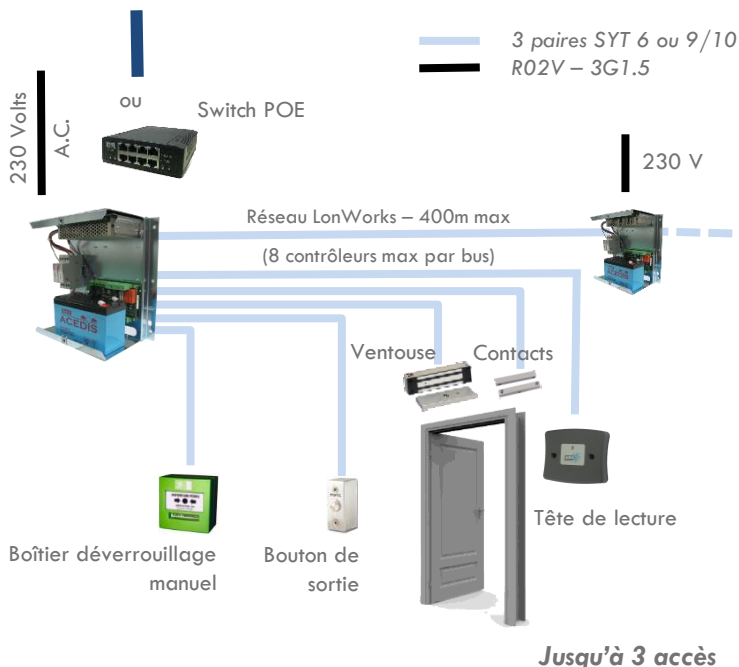 3 paires SYT 6 ou 9/10
R02V – 3G1.5
230 Volts
A.C.
ou
Switch POE
230 V
Réseau LonWorks – 400m max
(8 contrôleurs max par bus)
ACEDIS
Ventouse
Contacts
Tête de lecture
Boîtier déverrouillage
manuel
Bouton de
sortie
Jusqu'à 3 accès